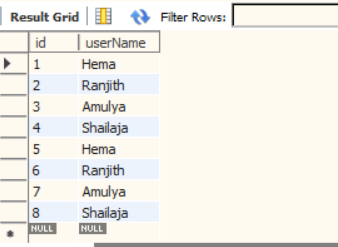 Result Grid Filter Rows:
id userName
1 Hema
2 Ranjith
3 Amulya
4 Shailaja
5 Hema
6 Ranjith
7 Amulya
8 Shailaja
NULL NULL